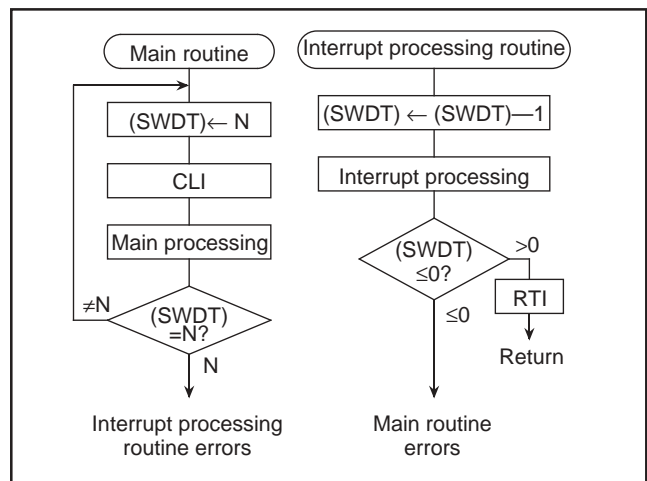 Main routine
(SWDT)← N
CLI
Main processing
≠N
(SWDT)
=N?
N
Interrupt processing
routine errors
Interrupt processing routine
(SWDT) ← (SWDT)—1
Interrupt processing
(SWDT)
≤0?
>0
RTI
Return
≤0
Main routine
errors